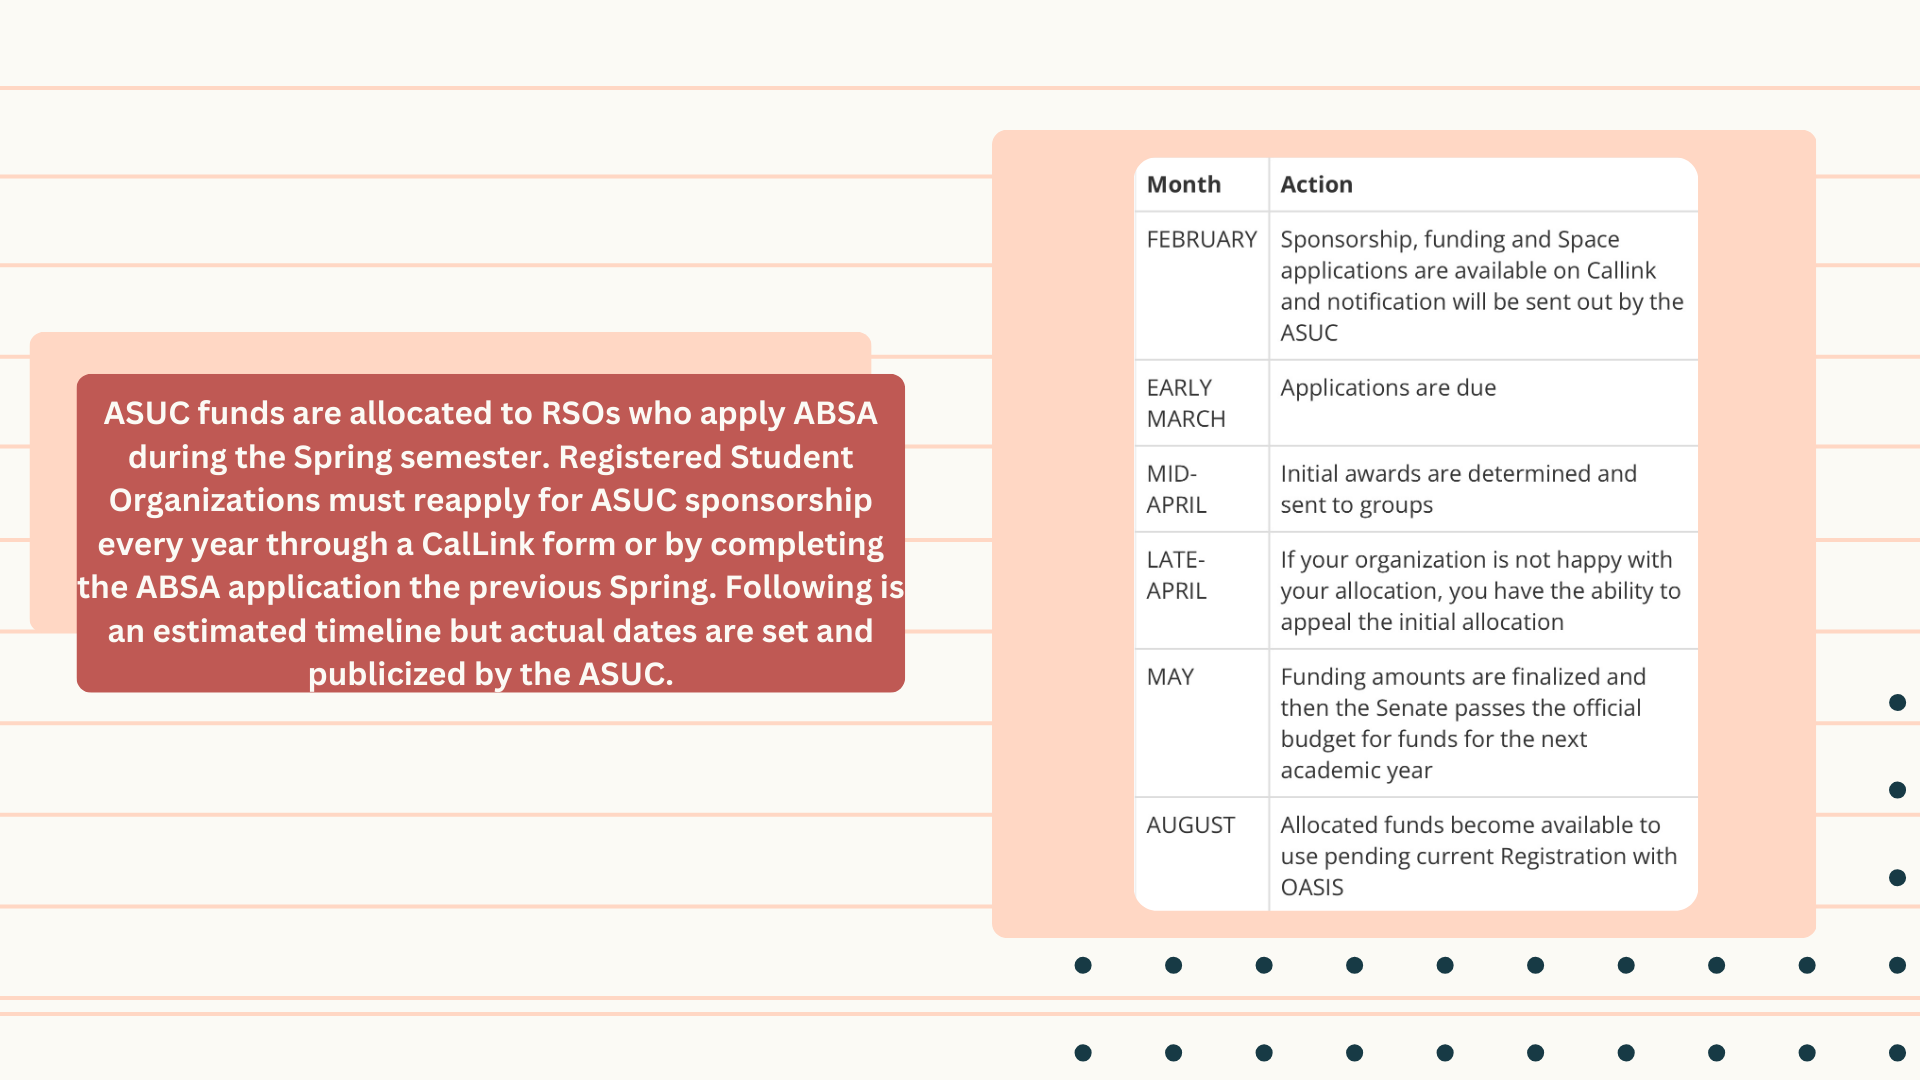 ASUC funds are allocated to RSOs who apply ABSA
during the Spring semester. Registered Student
Organizations must reapply for ASUC sponsorship
every year through a CalLink form or by completing
the ABSA application the previous Spring. Following is
an estimated timeline but actual dates are set and
publicized by the ASUC.
Month Action
FEBRUARY Sponsorship, funding and Space
applications are available on Callink
and notification will be sent out by the
ASUC
EARLY Applications are due
MARCH
MID- Initial awards are determined and
APRIL sent to groups
LATE- If your organization is not happy with
APRIL your allocation, you have the ability to
appeal the initial allocation
MAY Funding amounts are finalized and
then the Senate passes the official
budget for funds for the next
academic year
AUGUST Allocated funds become available to
use pending current Registration with
OASIS